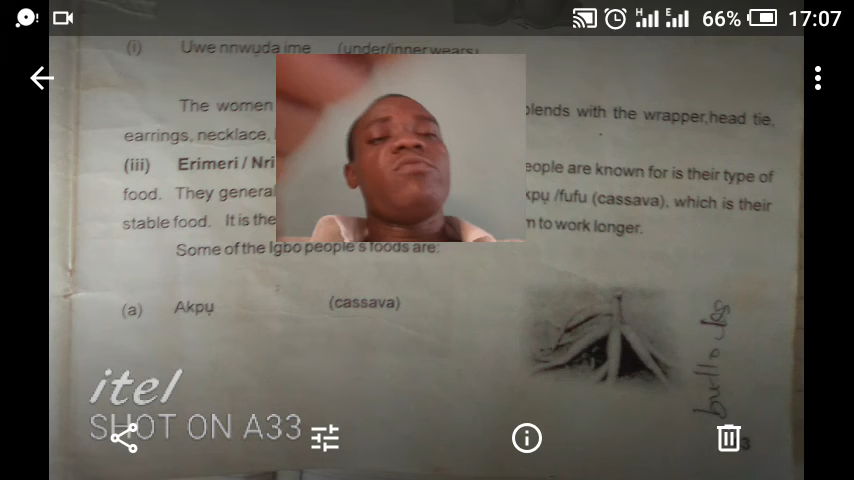 H E 66% 17:07
(i) Uwe nnwụda ime (under/inner wears)
The women blends with the wrapper, head tie,
earrings, necklace,
(iii) Erimeri / Nri people are known for is their type of
food. They general kpụ /fufu (cassava), which is their
stable food. It is the m to work longer.
Some of the Igbo people's foods are:
(a) Akpụ (cassava)
buttocks
itel
SHOT ON A33
3